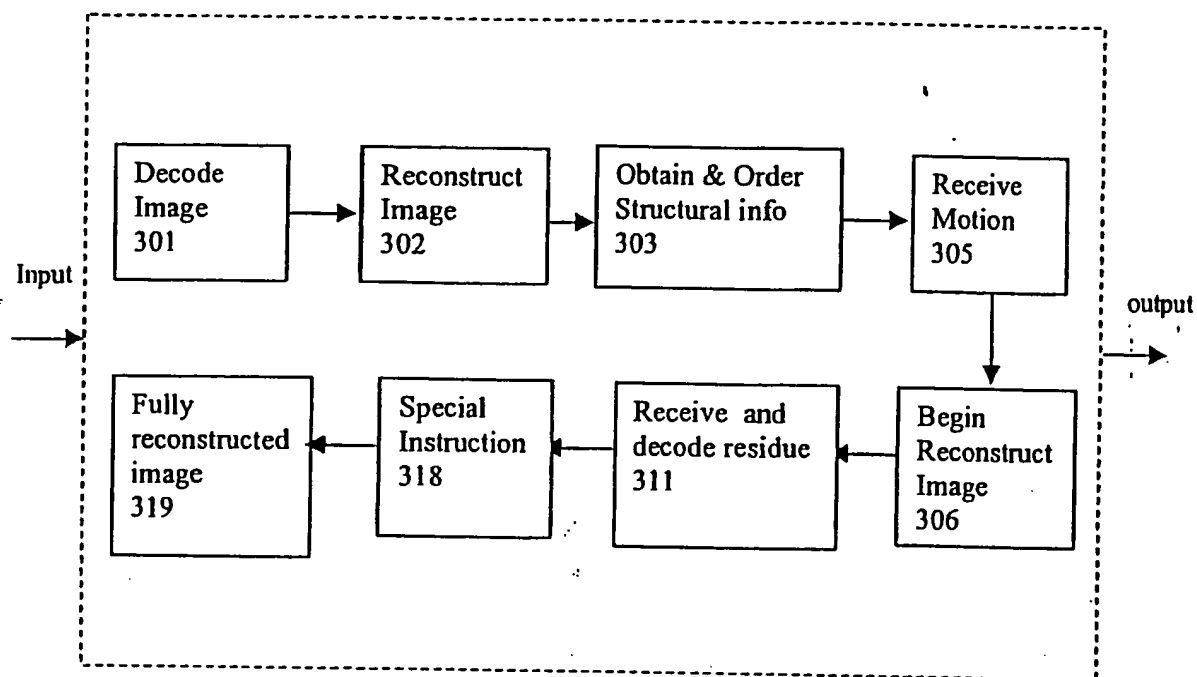 Decode
Image
301
Reconstruct
Image
302
Obtain & Order
Structural info
303
Receive
Motion
305
Input
output
Fully
reconstructed
image
319
Special
Instruction
318
Receive and
decode residue
311
Begin
Reconstruct
Image
306